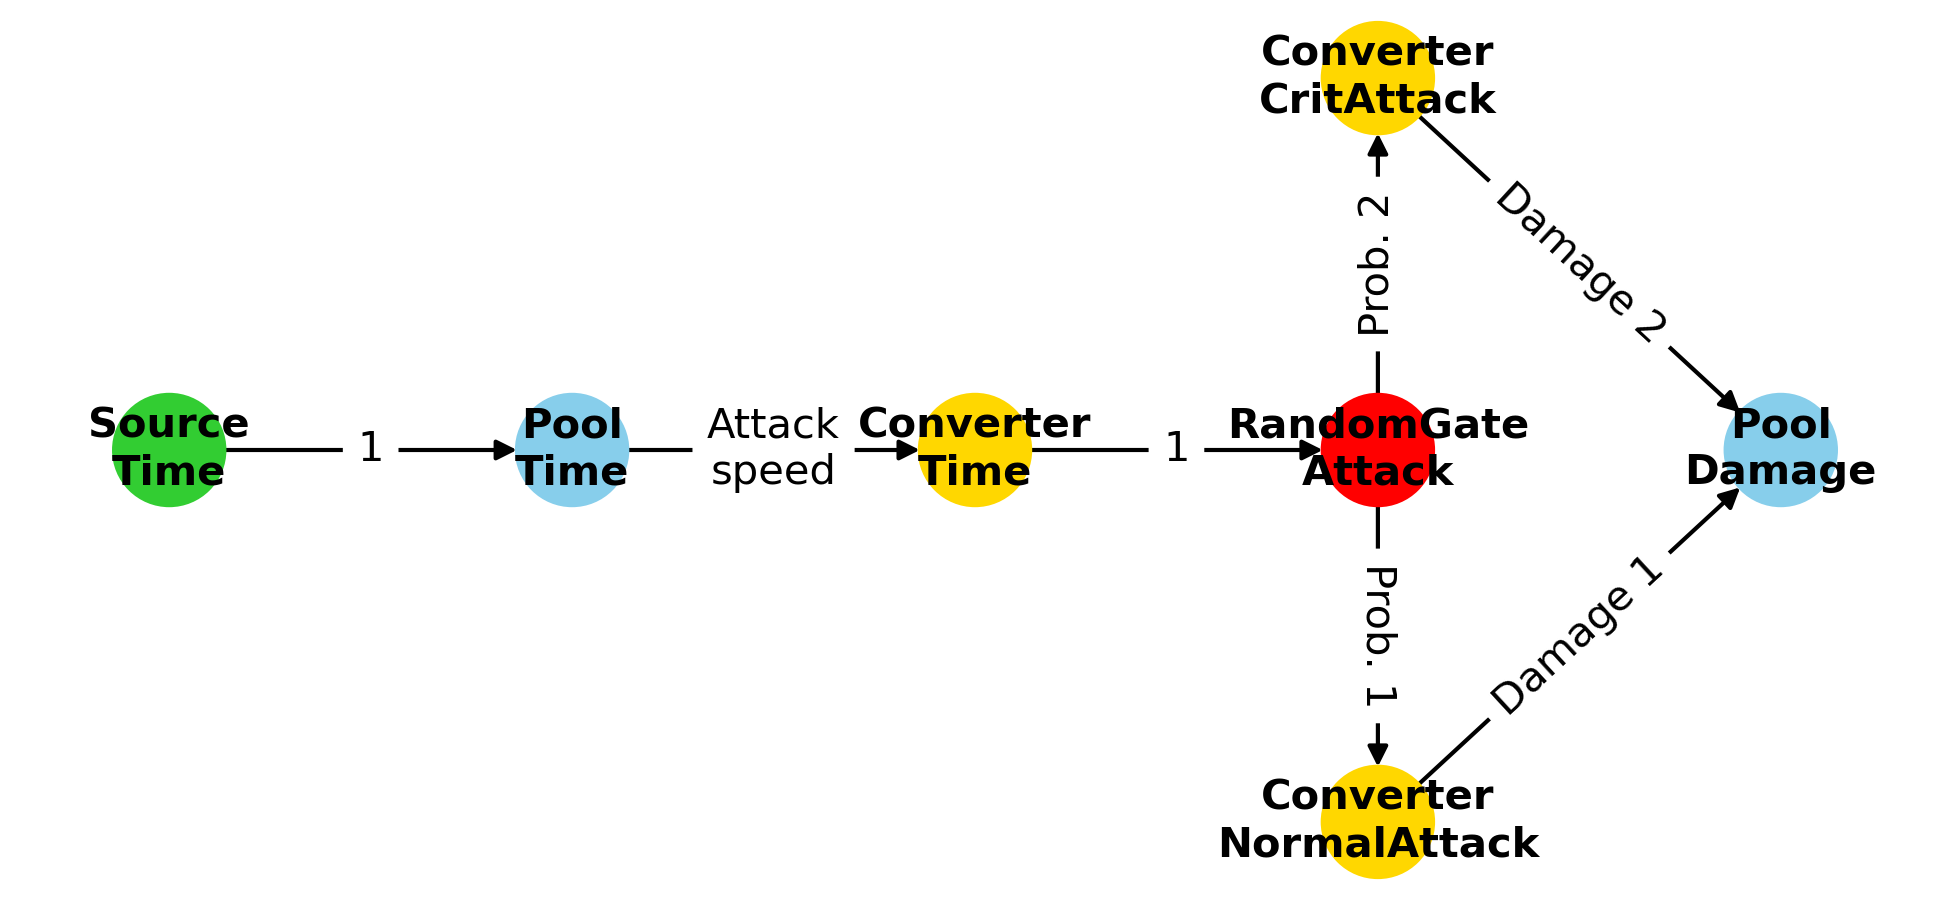 Converter
CritAttack
Prob. 2
Damage 2
Source
Time
1
Pool
Time
Attack
speed
Converter
Time
1
RandomGate
Attack
Pool
Damage
Prob. 1
Damage 1
Converter
NormalAttack